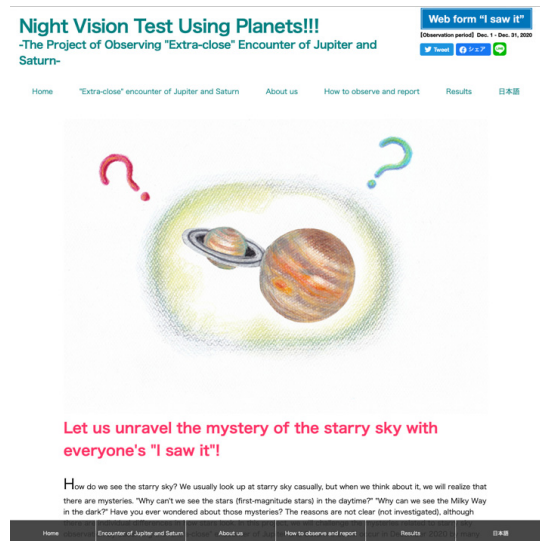 Night Vision Test Using Planets!!!
-The Project of Observing "Extra-close" Encounter of Jupiter and
Saturn-
Web form “I saw it”
【Observation period】 Dec. 1 - Dec. 31, 2020
Tweet シェア
Home "Extra-close" encounter of Jupiter and Saturn About us How to observe and report Results 日本語
? ?
Let us unravel the mystery of the starry sky with
everyone's "I saw it"!
How do we see the starry sky? We usually look up at starry sky casually, but when we think about it, we will realize that
there are mysteries. "Why can't we see the stars (first-magnitude stars) in the daytime?" "Why can we see the Milky Way
in the dark?" Have you ever wondered about those mysteries? The reasons are not clear (not investigated), although
Home Encounter of Jupiter and Saturn About us How to observe and report Results 日本語